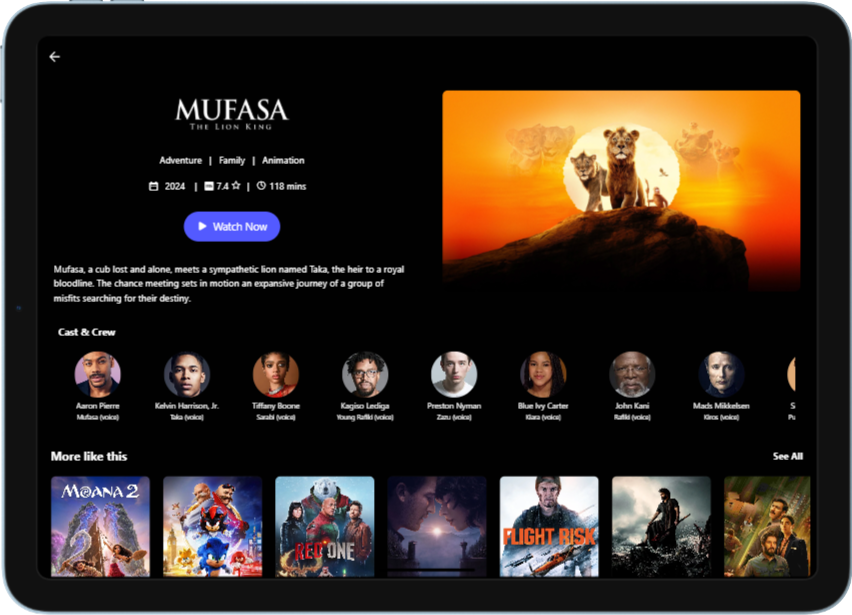 MUFASA
THE LION KING
Adventure | Family | Animation
2024 | 7.4 | 118 mins
Watch Now
Mufasa, a cub lost and alone, meets a sympathetic lion named Taka, the heir to a royal
bloodline. The chance meeting sets in motion an expansive journey of a group of
misfits searching for their destiny.
Cast & Crew
Aaron Pierre
Mufasa (voice)
Kelvin Harrison, Jr.
Taka (voice)
Tiffany Boone
Sarabi (voice)
Kagiso Lediga
Young Rafiki (voice)
Preston Nyman
Zazu (voice)
Blue Ivy Carter
Kiara (voice)
John Kani
Rafiki (voice)
Mads Mikkelsen
Kiros (voice)
S
Pu
More like this
See All
MOANA 2
RED ONE
FLIGHT RISK